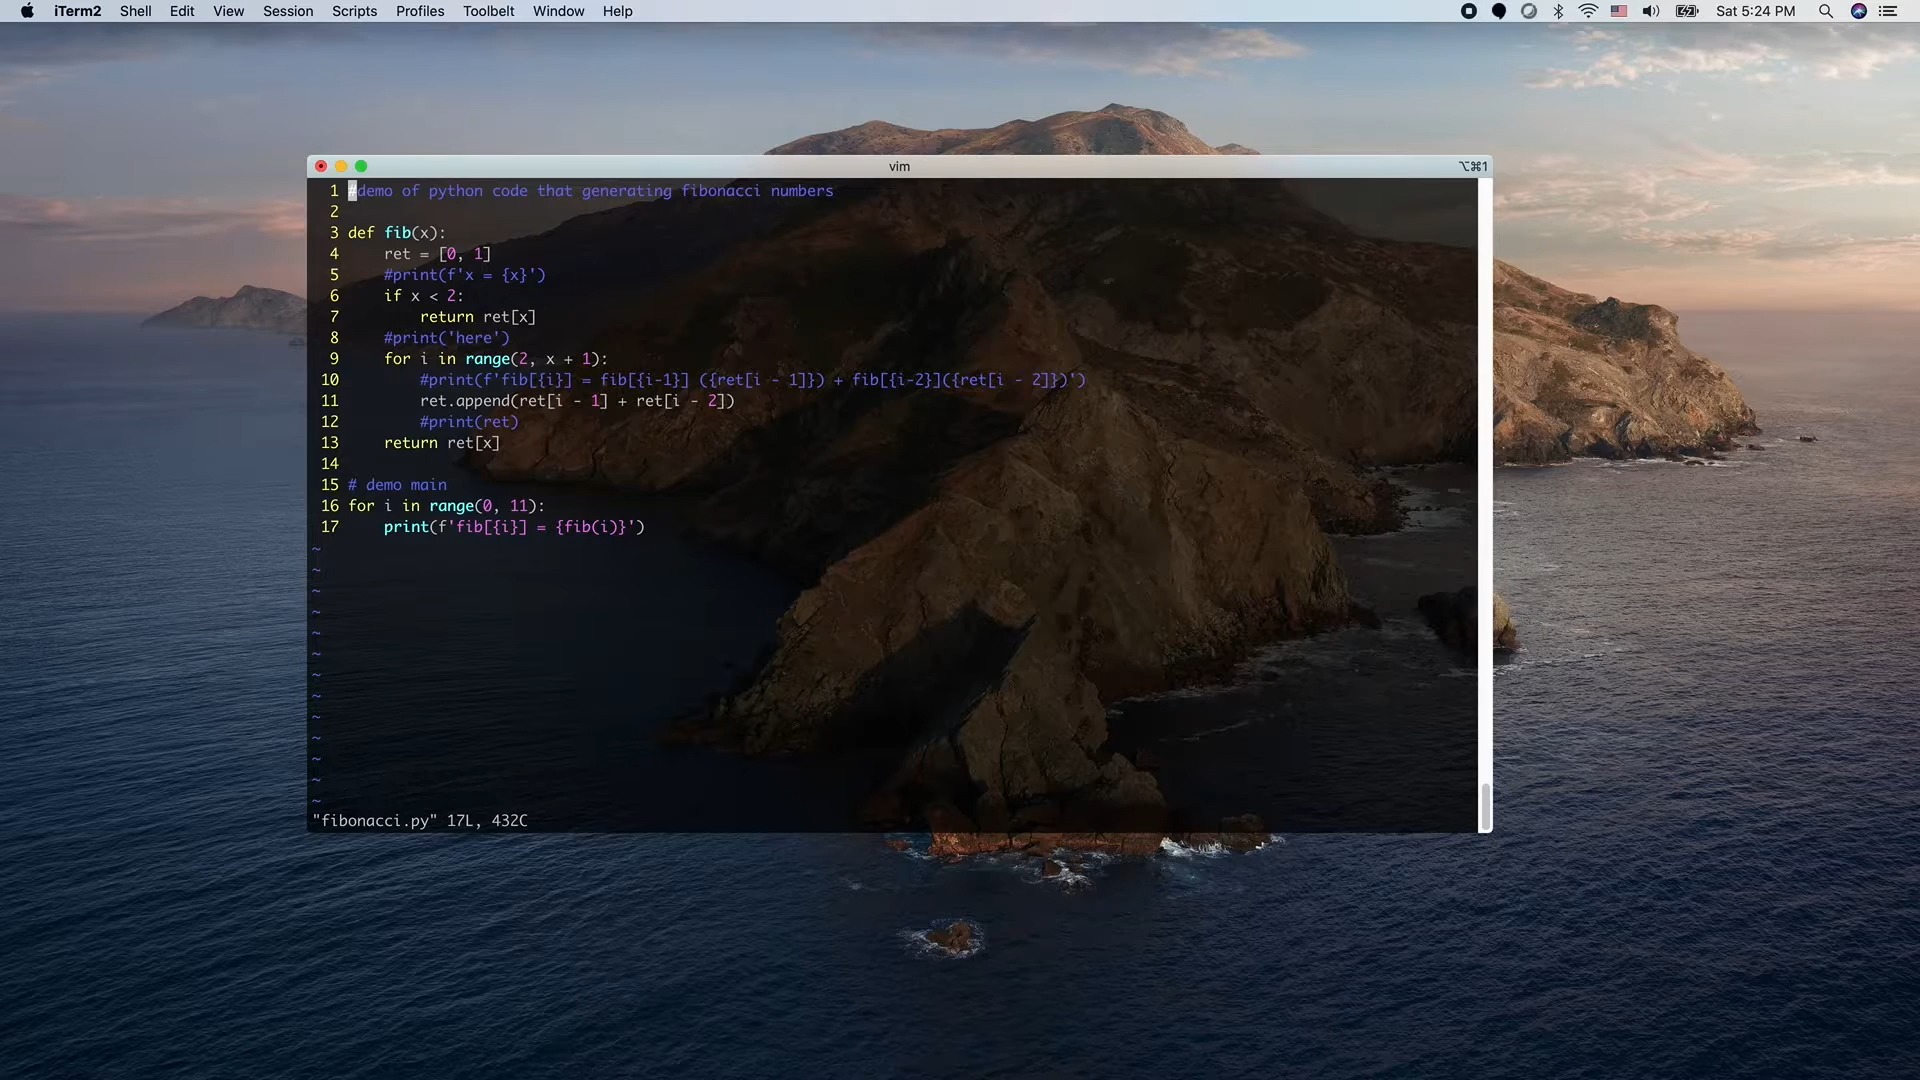 iTerm2 Shell Edit View Session Scripts Profiles Toolbelt Window Help Sat 5:24 PM
vim ⌥⌘1
1 #demo of python code that generating fibonacci numbers
2
3 def fib(x):
4     ret = [0, 1]
5     #print(f'x = {x}')
6     if x < 2:
7         return ret[x]
8     #print('here')
9     for i in range(2, x + 1):
10         #print(f'fib[{i}] = fib[{i-1}] ({ret[i - 1]}) + fib[{i-2}]({ret[i - 2]})')
11         ret.append(ret[i - 1] + ret[i - 2])
12         #print(ret)
13     return ret[x]
14
15 # demo main
16 for i in range(0, 11):
17     print(f'fib[{i}] = {fib(i)}')
~
~
~
~
~
~
~
~
~
~
~
~
~
"fibonacci.py" 17L, 432C